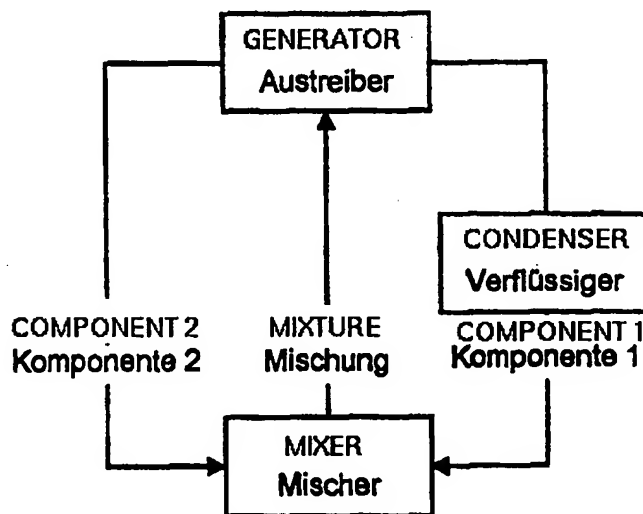 GENERATOR
Austreiber
CONDENSER
Verflüssiger
COMPONENT 2
Komponente 2
MIXTURE
Mischung
COMPONENT 1
Komponente 1
MIXER
Mischer